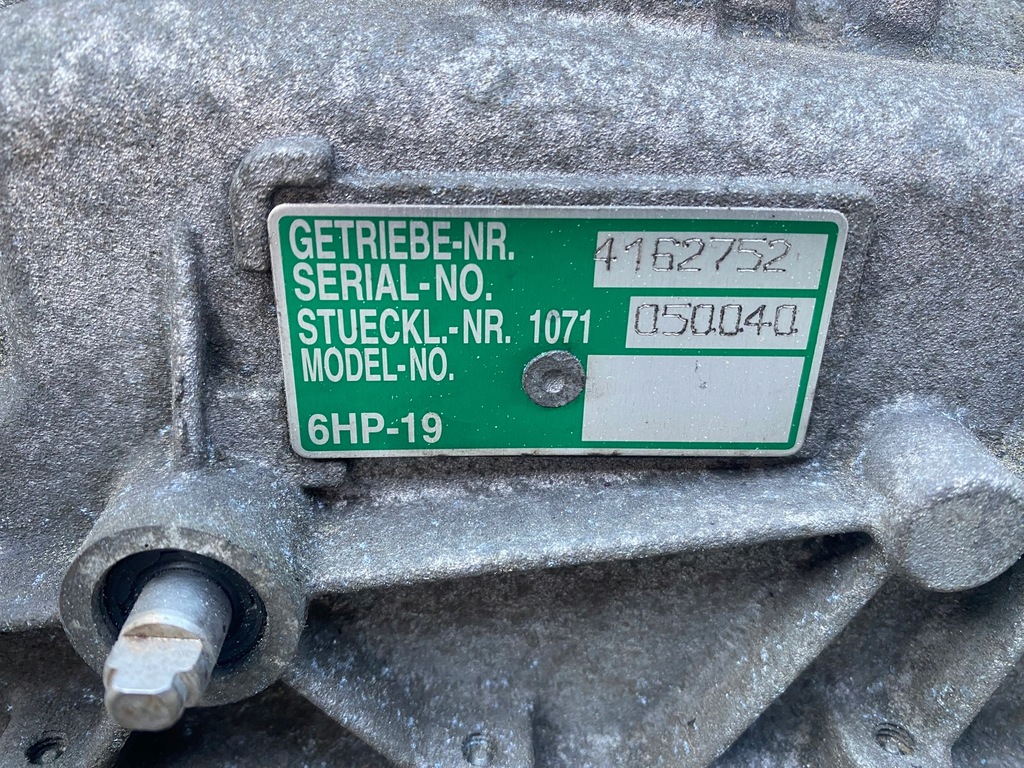 GETRIEBE-NR. 4162752
SERIAL-NO.
STUECKL.-NR. 1071 050040
MODEL-NO.
6HP-19